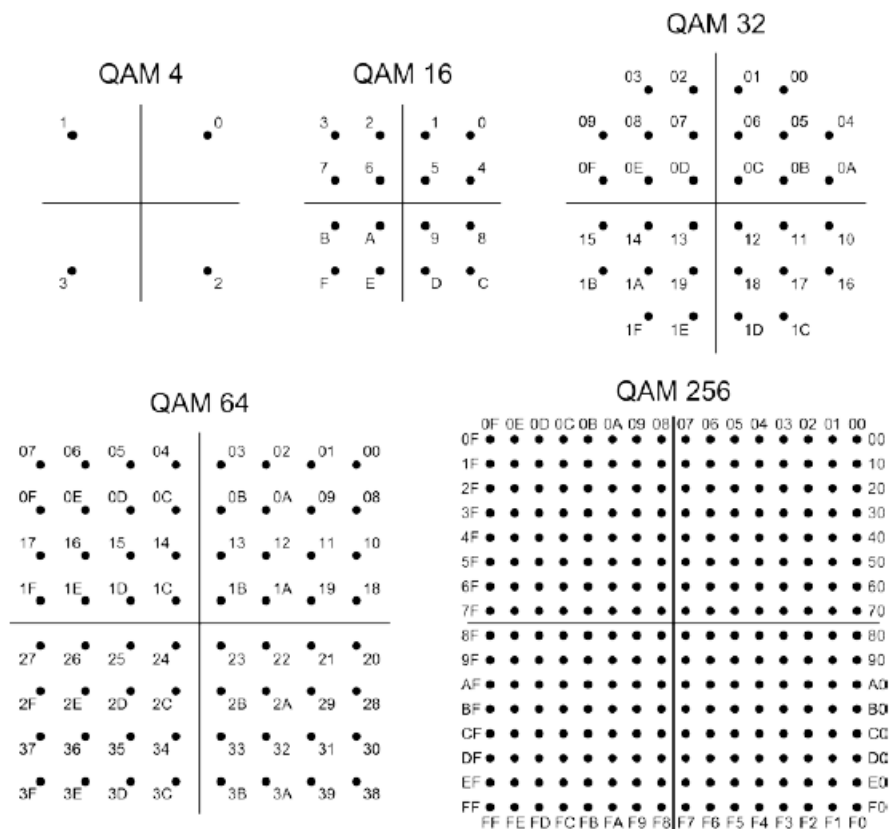 QAM 4
1 0
3 2
QAM 16
3 2 1 0
7 6 5 4
B A 9 8
F E D C
QAM 32
03 02 01 00
09 08 07 06 05 04
0F 0E 0D 0C 0B 0A
15 14 13 12 11 10
1B 1A 19 18 17 16
1F 1E 1D 1C
QAM 64
07 06 05 04 03 02 01 00
0F 0E 0D 0C 0B 0A 09 08
17 16 15 14 13 12 11 10
1F 1E 1D 1C 1B 1A 19 18
27 26 25 24 23 22 21 20
2F 2E 2D 2C 2B 2A 29 28
37 36 35 34 33 32 31 30
3F 3E 3D 3C 3B 3A 39 38
QAM 256
0F 0E 0D 0C 0B 0A 09 08 07 06 05 04 03 02 01 00
0F 00
1F 10
2F 20
3F 30
4F 40
5F 50
6F 60
7F 70
8F 80
9F 90
AF A0
BF B0
CF C0
DF D0
EF E0
FF F0
FF FE FD FC FB FA F9 F8 F7 F6 F5 F4 F3 F2 F1 F0